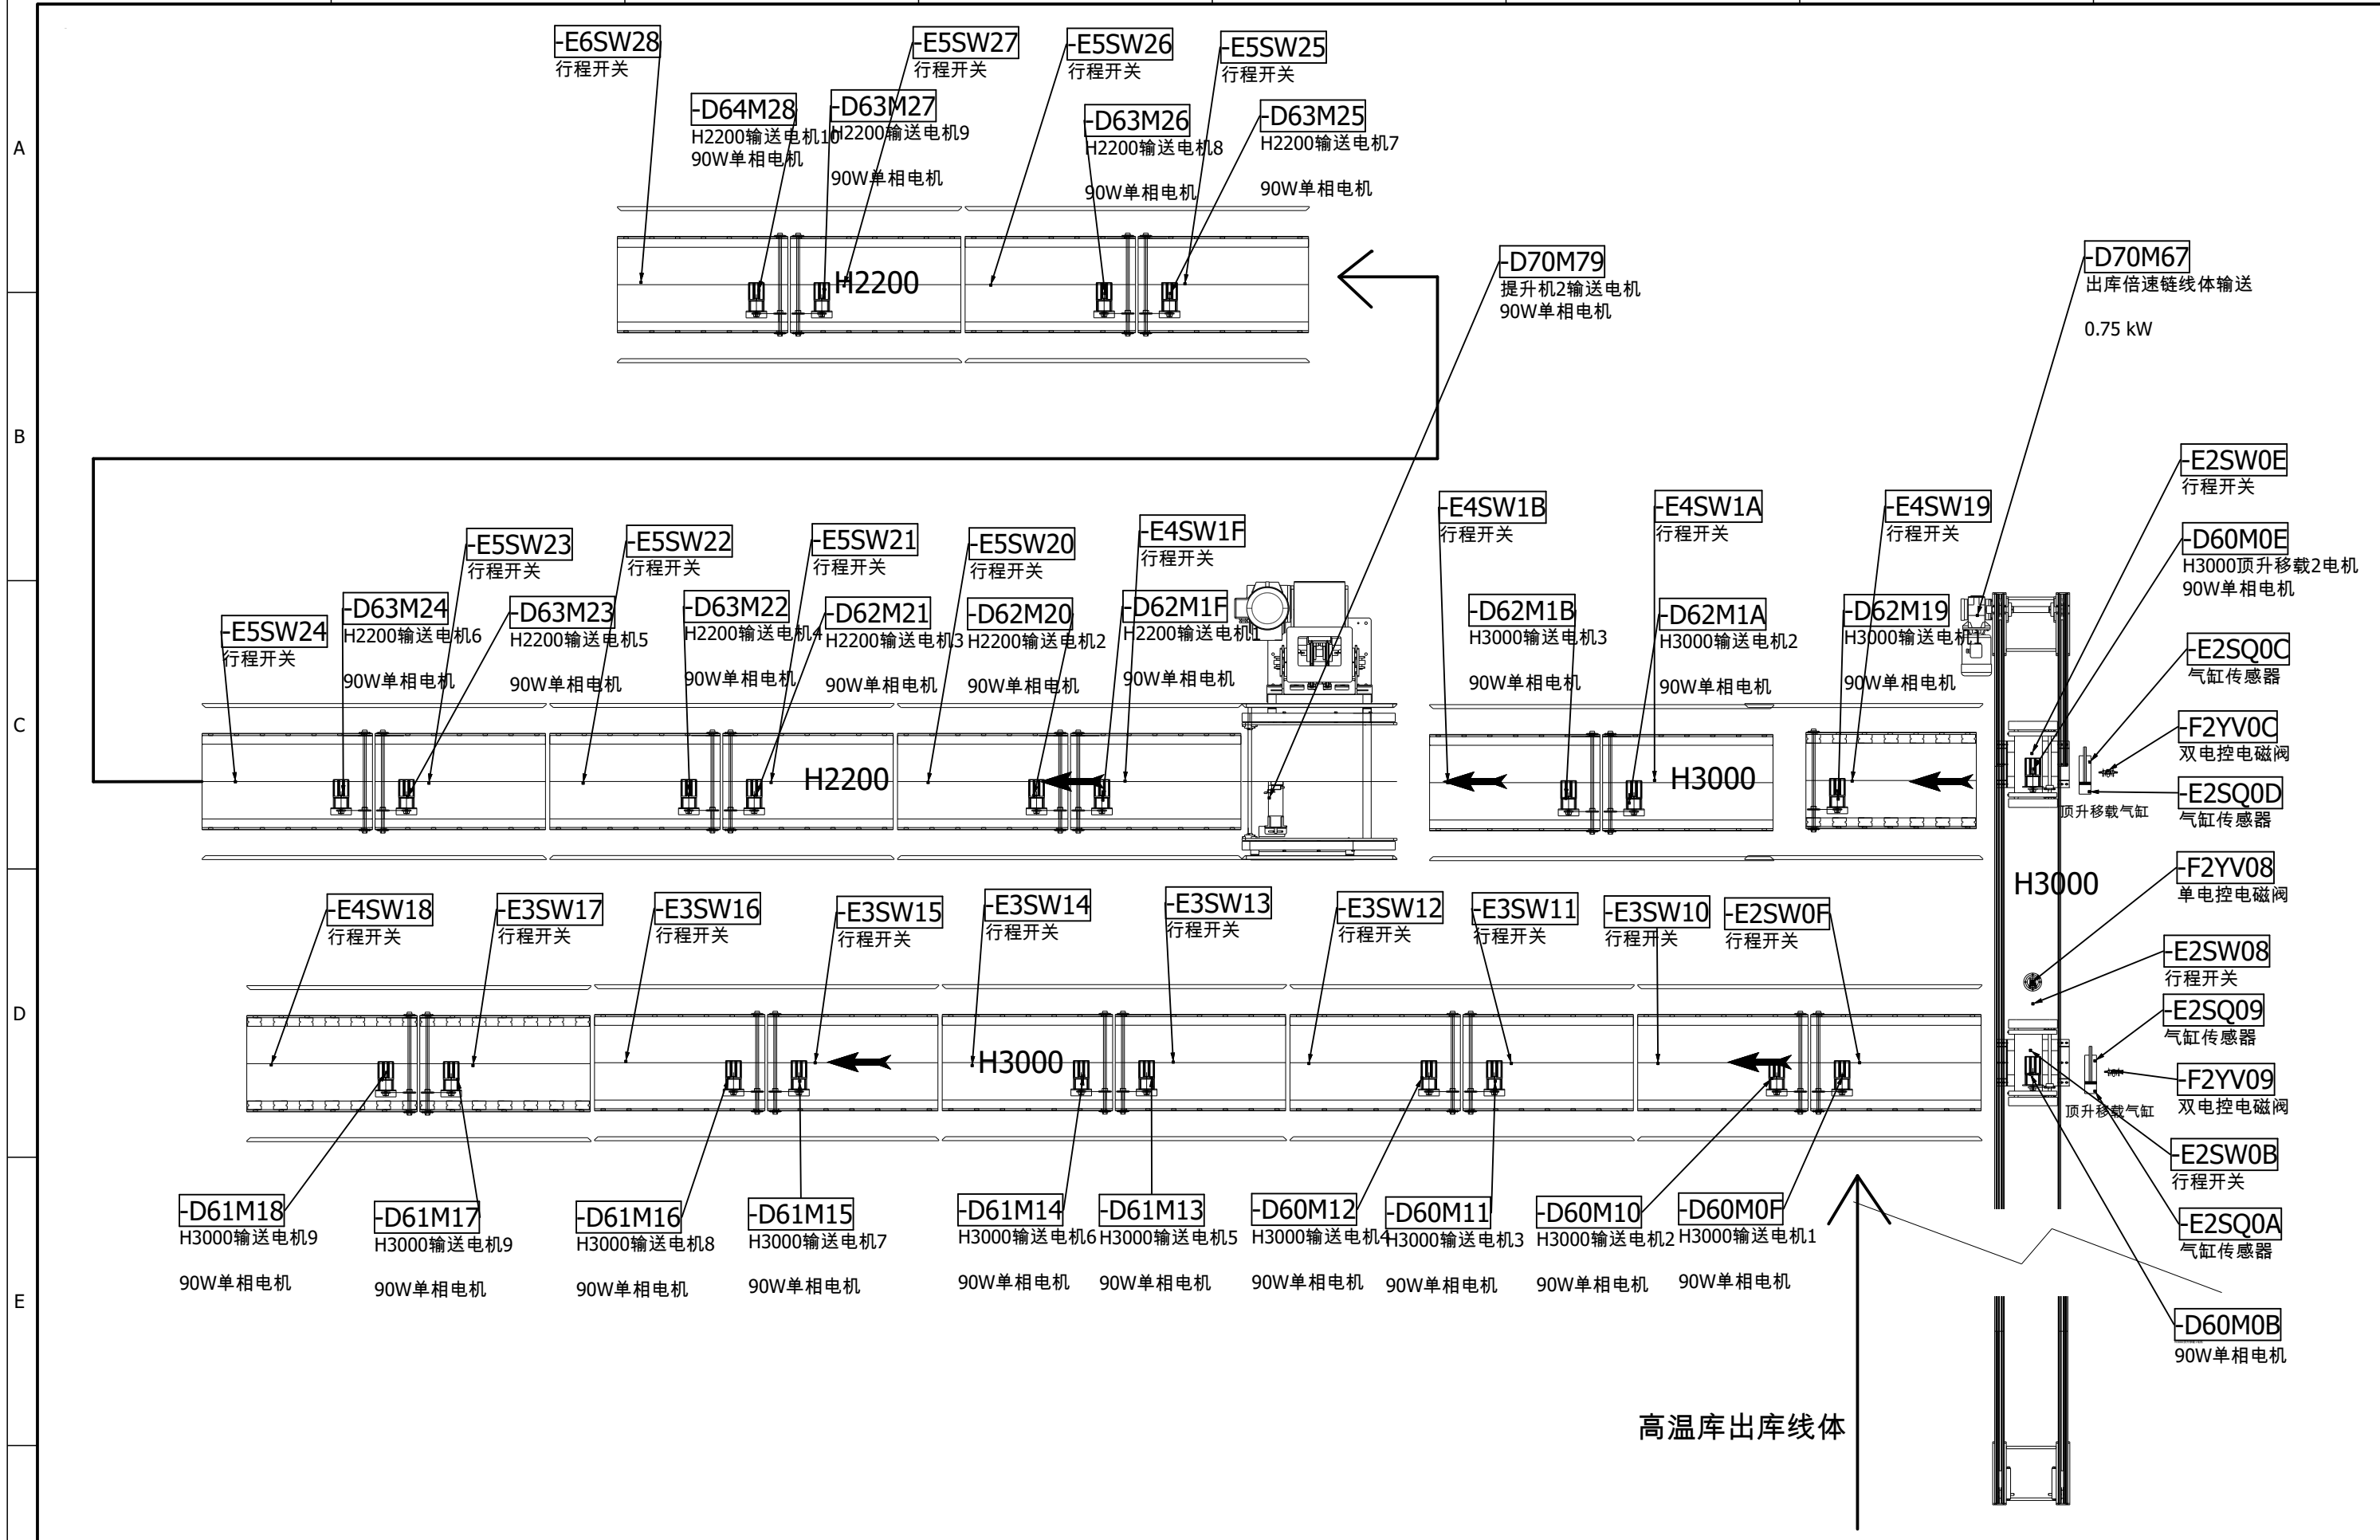 A
B
C
D
E
-E6SW28
行程开关
-E5SW27
行程开关
-E5SW26
行程开关
-E5SW25
行程开关
-D64M28
H2200输送电机10
90W单相电机
-D63M27
H2200输送电机9
90W单相电机
-D63M26
H2200输送电机8
90W单相电机
-D63M25
H2200输送电机7
90W单相电机
H2200
-D70M79
提升机2输送电机
90W单相电机
-D70M67
出库倍速链线体输送
0.75 kW
-E5SW24
行程开关
-D63M24
H2200输送电机6
90W单相电机
-E5SW23
行程开关
-D63M23
H2200输送电机5
90W单相电机
-E5SW22
行程开关
-D63M22
H2200输送电机4
90W单相电机
-E5SW21
行程开关
-D62M21
H2200输送电机3
90W单相电机
-E5SW20
行程开关
-D62M20
H2200输送电机2
90W单相电机
-E4SW1F
行程开关
-D62M1F
H2200输送电机1
90W单相电机
H2200
-E4SW1B
行程开关
-D62M1B
H3000输送电机3
90W单相电机
-E4SW1A
行程开关
-D62M1A
H3000输送电机2
90W单相电机
-E4SW19
行程开关
-D62M19
H3000输送电机1
90W单相电机
H3000
-E2SW0E
行程开关
-D60M0E
H3000顶升移载2电机
90W单相电机
-E2SQ0C
气缸传感器
-F2YV0C
双电控电磁阀
-E2SQ0D
气缸传感器
顶升移载气缸
H3000
-F2YV08
单电控电磁阀
-E2SW08
行程开关
-E2SQ09
气缸传感器
-F2YV09
双电控电磁阀
顶升移载气缸
-E2SW0B
行程开关
-E2SQ0A
气缸传感器
-D60M0B
90W单相电机
-E4SW18
行程开关
-E3SW17
行程开关
-E3SW16
行程开关
-E3SW15
行程开关
-E3SW14
行程开关
-E3SW13
行程开关
-E3SW12
行程开关
-E3SW11
行程开关
-E3SW10
行程开关
-E2SW0F
行程开关
H3000
-D61M18
H3000输送电机9
90W单相电机
-D61M17
H3000输送电机9
90W单相电机
-D61M16
H3000输送电机8
90W单相电机
-D61M15
H3000输送电机7
90W单相电机
-D61M14
H3000输送电机6
90W单相电机
-D61M13
H3000输送电机5
90W单相电机
-D60M12
H3000输送电机4
90W单相电机
-D60M11
H3000输送电机3
90W单相电机
-D60M10
H3000输送电机2
90W单相电机
-D60M0F
H3000输送电机1
90W单相电机
高温库出库线体